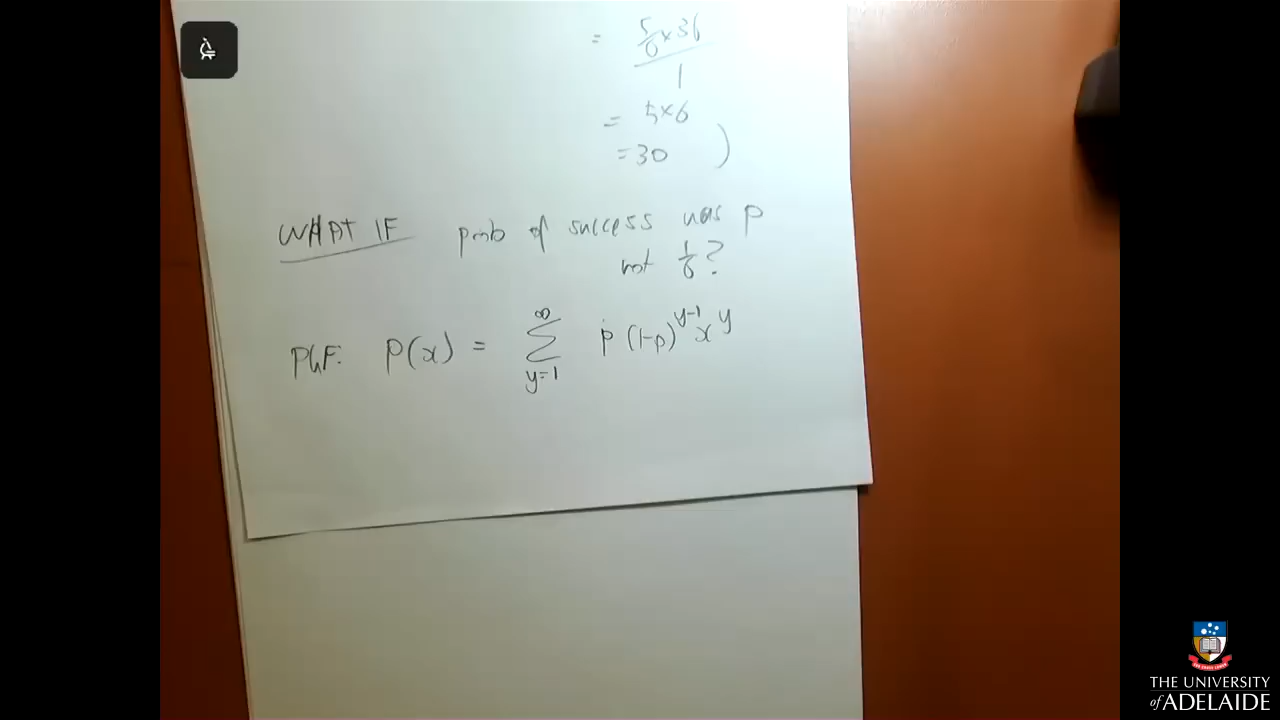 = 5/6 × 36
1
= 5×6
= 30 )
WHAT IF prob of success was p
not 1/6?
PGF: P(x) = ∞ ∑ y=1 p(1-p)^{y-1} x^y
THE UNIVERSITY
of ADELAIDE